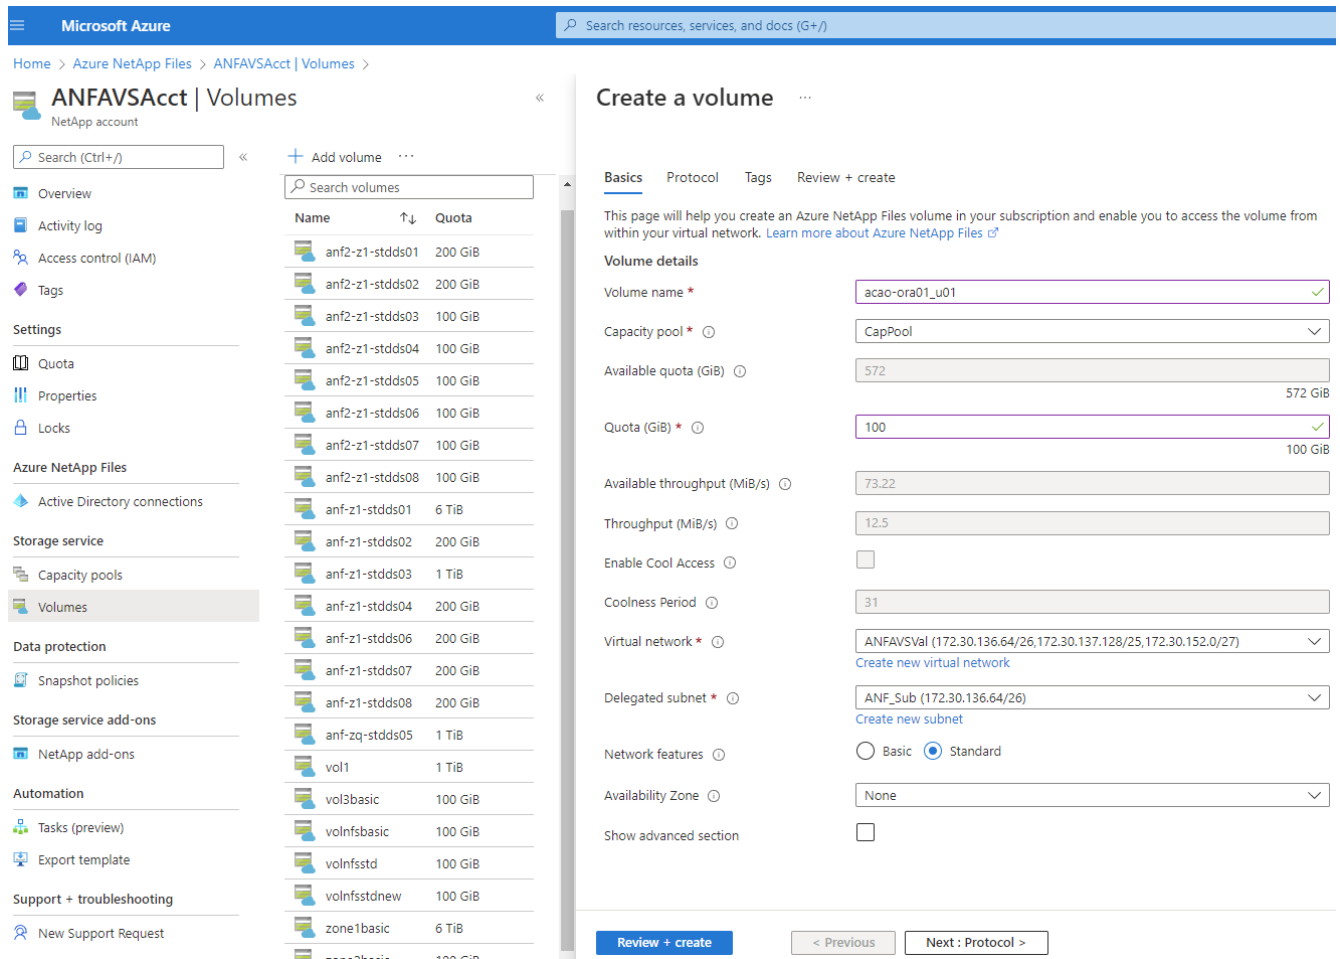 Microsoft Azure
Search resources, services, and docs (G+/)
Home > Azure NetApp Files > ANFAVSAcct | Volumes >
ANFAVSAcct | Volumes
NetApp account
Search (Ctrl+/)
Overview
Activity log
Access control (IAM)
Tags
Settings
Quota
Properties
Locks
Azure NetApp Files
Active Directory connections
Storage service
Capacity pools
Volumes
Data protection
Snapshot policies
Storage service add-ons
NetApp add-ons
Automation
Tasks (preview)
Export template
Support + troubleshooting
New Support Request
Add volume ...
Search volumes
Name Quota
anf2-z1-stdds01 200 GiB
anf2-z1-stdds02 200 GiB
anf2-z1-stdds03 100 GiB
anf2-z1-stdds04 100 GiB
anf2-z1-stdds05 100 GiB
anf2-z1-stdds06 100 GiB
anf2-z1-stdds07 100 GiB
anf2-z1-stdds08 100 GiB
anf-z1-stdds01 6 TiB
anf-z1-stdds02 200 GiB
anf-z1-stdds03 1 TiB
anf-z1-stdds04 200 GiB
anf-z1-stdds06 200 GiB
anf-z1-stdds07 200 GiB
anf-z1-stdds08 200 GiB
anf-zq-stdds05 1 TiB
vol1 1 TiB
vol3basic 100 GiB
volnfsbasic 100 GiB
volnfsstd 100 GiB
volnfsstdnew 100 GiB
zone1basic 6 TiB
Create a volume ...
Basics Protocol Tags Review + create
This page will help you create an Azure NetApp Files volume in your subscription and enable you to access the volume from
within your virtual network. Learn more about Azure NetApp Files
Volume details
Volume name * acao-ora01_u01
Capacity pool * CapPool
Available quota (GiB) 572
572 GiB
Quota (GiB) * 100
100 GiB
Available throughput (MiB/s) 73.22
Throughput (MiB/s) 12.5
Enable Cool Access
Coolness Period 31
Virtual network * ANFAVSVal (172.30.136.64/26,172.30.137.128/25,172.30.152.0/27)
Create new virtual network
Delegated subnet * ANF_Sub (172.30.136.64/26)
Create new subnet
Network features Basic Standard
Availability Zone None
Show advanced section
Review + create < Previous Next : Protocol >